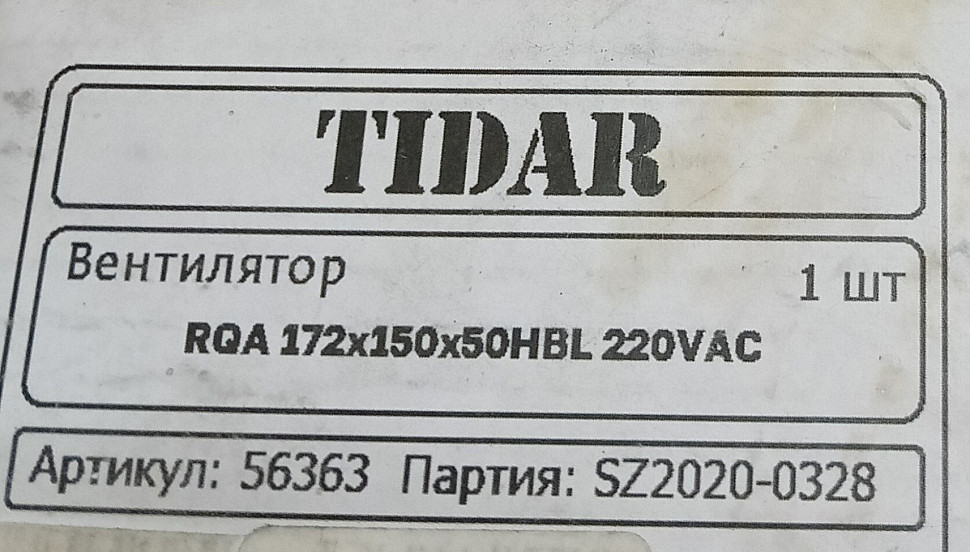 TIDAR
Вентилятор 1 шт
RQA 172x150x50HBL 220VAC
Артикул: 56363 Партия: SZ2020-0328